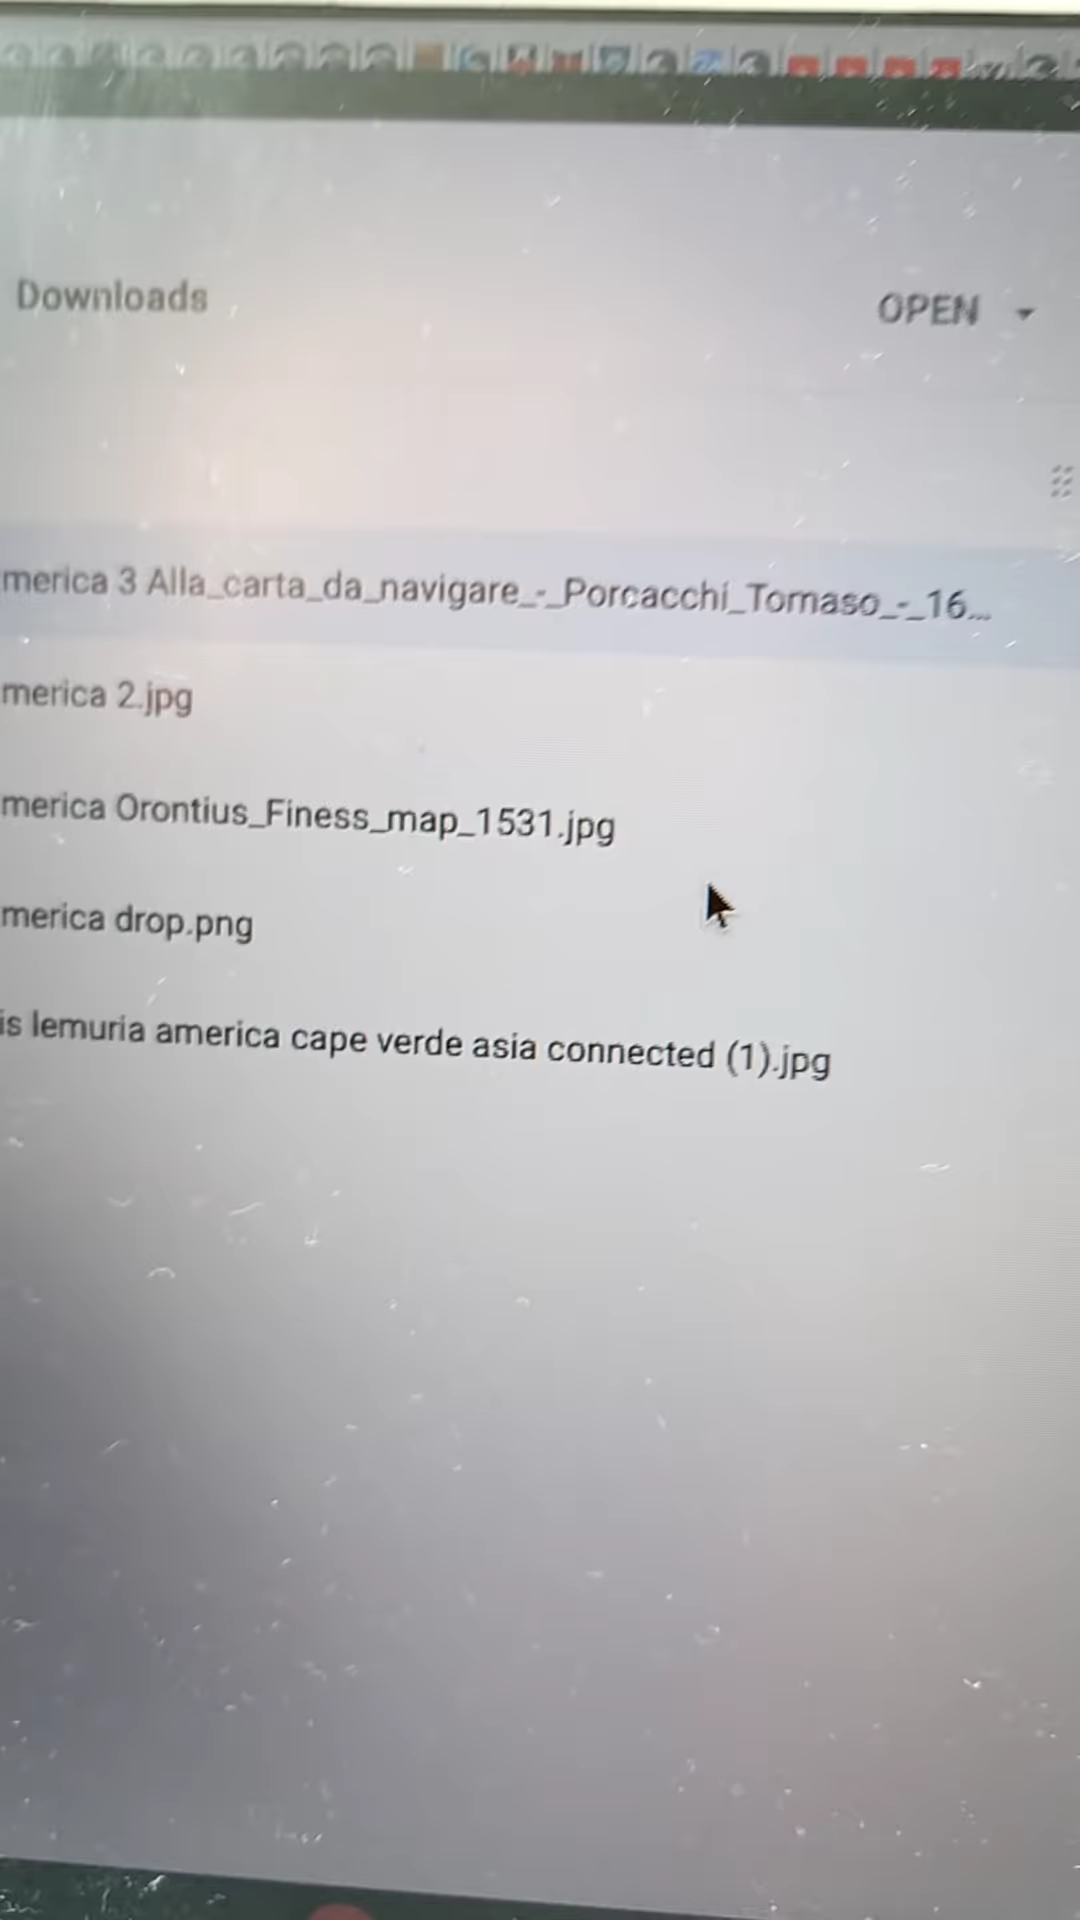 Downloads
OPEN
merica 3 Alla_carta_da_navigare_-_Porcacchi_Tomaso_-_16...
merica 2.jpg
merica Orontius_Finess_map_1531.jpg
merica drop.png
is lemuria america cape verde asia connected (1).jpg